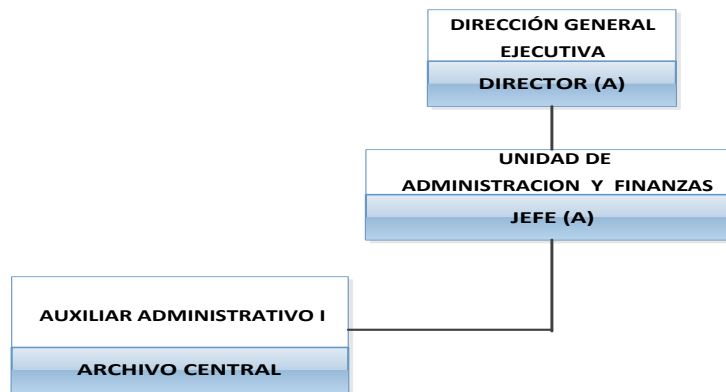 DIRECCIÓN GENERAL
EJECUTIVA
DIRECTOR (A)
UNIDAD DE
ADMINISTRACION Y FINANZAS
JEFE (A)
AUXILIAR ADMINISTRATIVO I
ARCHIVO CENTRAL